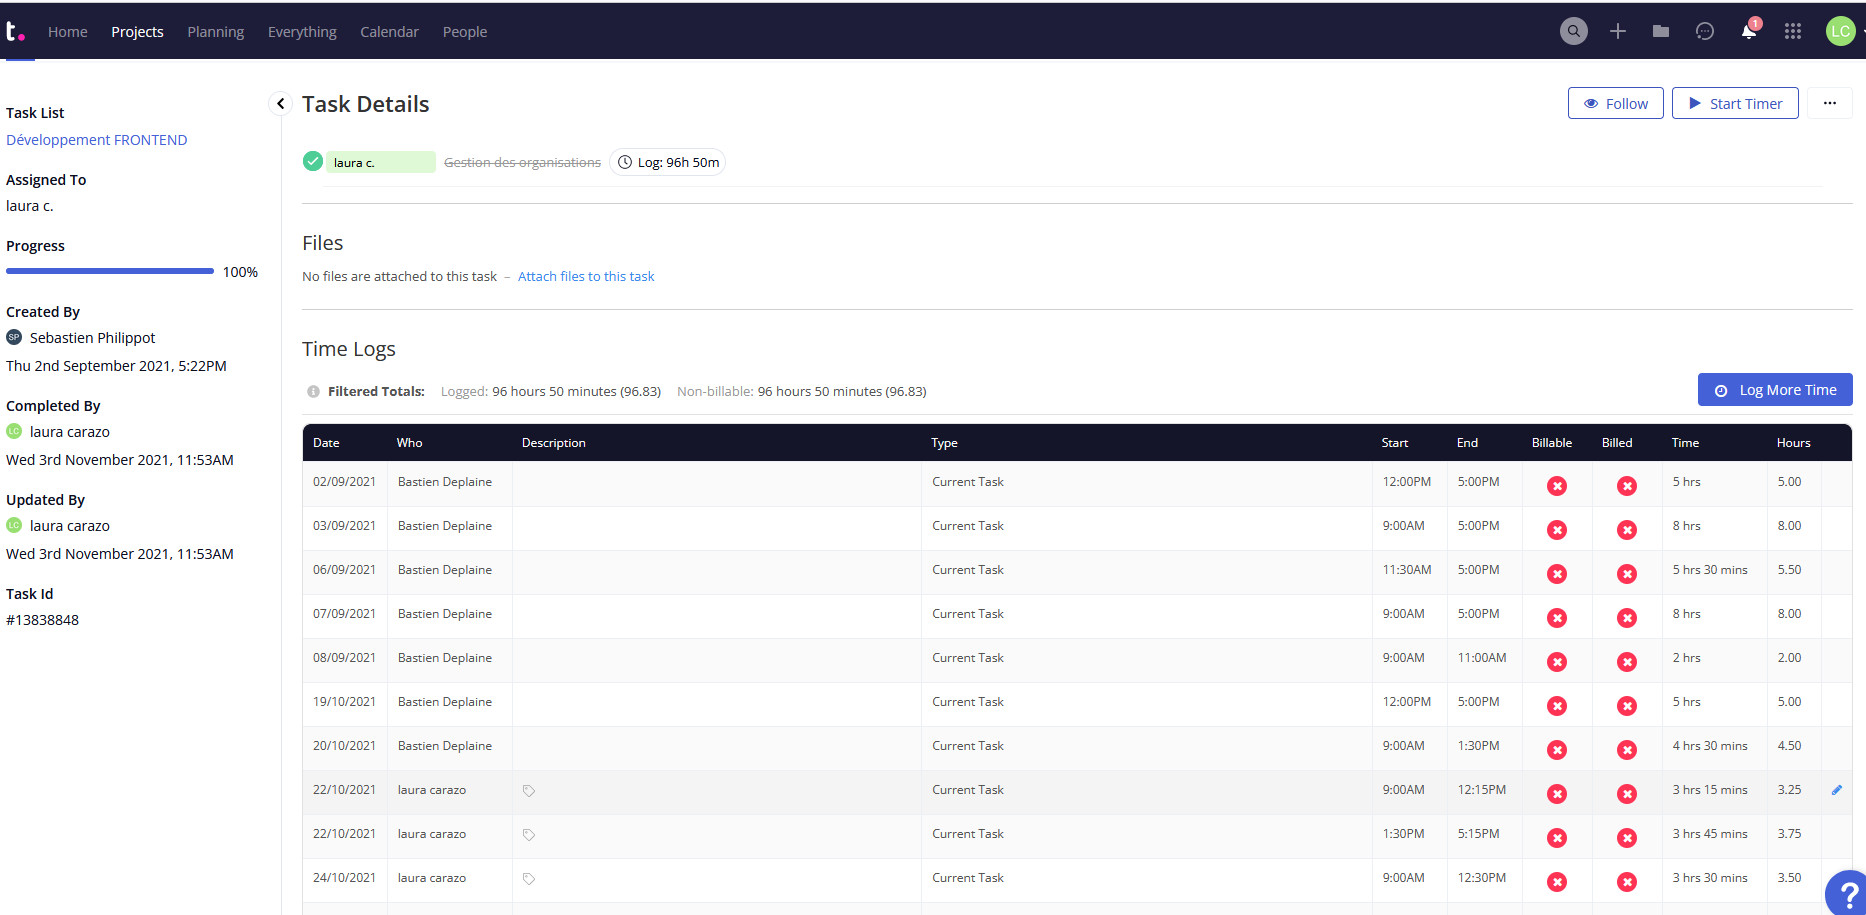 t.
Home Projects Planning Everything Calendar People 1 LC
Task List
Développement FRONTEND
Assigned To
laura c.
Progress
100%
Created By
SP Sebastien Philippot
Thu 2nd September 2021, 5:22PM
Completed By
LC laura carazo
Wed 3rd November 2021, 11:53AM
Updated By
LC laura carazo
Wed 3rd November 2021, 11:53AM
Task Id
#13838848
Task Details
Follow Start Timer ...
laura c. Gestion des organisations Log: 96h 50m
Files
No files are attached to this task – Attach files to this task
Time Logs
Filtered Totals: Logged: 96 hours 50 minutes (96.83) Non-billable: 96 hours 50 minutes (96.83) Log More Time
Date Who Description Type Start End Billable Billed Time Hours
02/09/2021 Bastien Deplaine Current Task 12:00PM 5:00PM 5 hrs 5.00
03/09/2021 Bastien Deplaine Current Task 9:00AM 5:00PM 8 hrs 8.00
06/09/2021 Bastien Deplaine Current Task 11:30AM 5:00PM 5 hrs 30 mins 5.50
07/09/2021 Bastien Deplaine Current Task 9:00AM 5:00PM 8 hrs 8.00
08/09/2021 Bastien Deplaine Current Task 9:00AM 11:00AM 2 hrs 2.00
19/10/2021 Bastien Deplaine Current Task 12:00PM 5:00PM 5 hrs 5.00
20/10/2021 Bastien Deplaine Current Task 9:00AM 1:30PM 4 hrs 30 mins 4.50
22/10/2021 laura carazo Current Task 9:00AM 12:15PM 3 hrs 15 mins 3.25
22/10/2021 laura carazo Current Task 1:30PM 5:15PM 3 hrs 45 mins 3.75
24/10/2021 laura carazo Current Task 9:00AM 12:30PM 3 hrs 30 mins 3.50
?